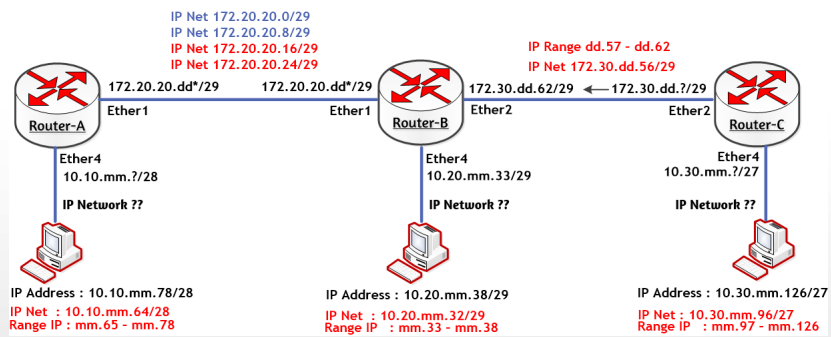 IP Net 172.20.20.0/29
IP Net 172.20.20.8/29
IP Net 172.20.20.16/29
IP Net 172.20.20.24/29
IP Range dd.57 - dd.62
IP Net 172.30.dd.56/29
172.20.20.dd*/29
172.20.20.dd*/29
172.30.dd.62/29
172.30.dd.?/29
Ether1
Ether1
Ether2
Ether2
Router-A
Router-B
Router-C
Ether4
10.10.mm.?/28
IP Network ??
Ether4
10.20.mm.33/29
IP Network ??
Ether4
10.30.mm.?/27
IP Network ??
IP Address : 10.10.mm.78/28
IP Net : 10.10.mm.64/28
Range IP : mm.65 - mm.78
IP Address : 10.20.mm.38/29
IP Net : 10.20.mm.32/29
Range IP : mm.33 - mm.38
IP Address : 10.30.mm.126/27
IP Net : 10.30.mm.96/27
Range IP : mm.97 - mm.126